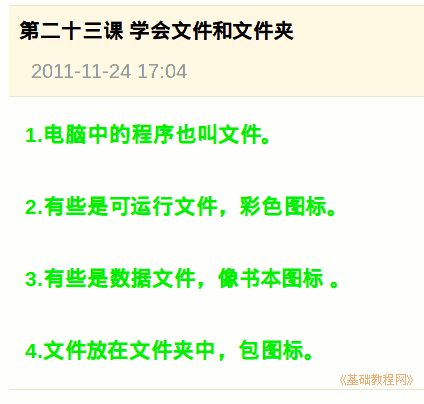 第二十三课 学会文件和文件夹
2011-11-24 17:04
1.电脑中的程序也叫文件。
2.有些是可运行文件，彩色图标。
3.有些是数据文件，像书本图标 。
4.文件放在文件夹中，包图标。
《基础教程网》